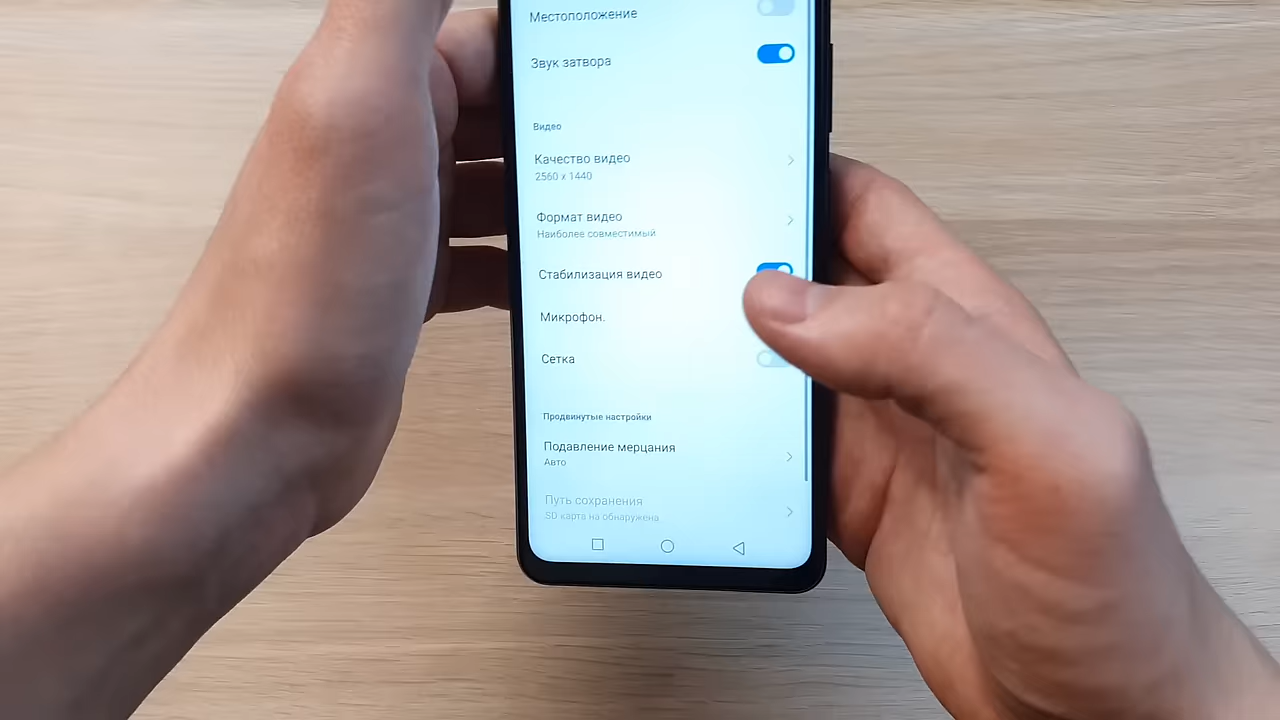 Местоположение
Звук затвора
Видео
Качество видео
2560 x 1440
Формат видео
Наиболее совместимый
Стабилизация видео
Микрофон.
Сетка
Продвинутые настройки
Подавление мерцания
Авто
Путь сохранения
SD карта на обнаружена